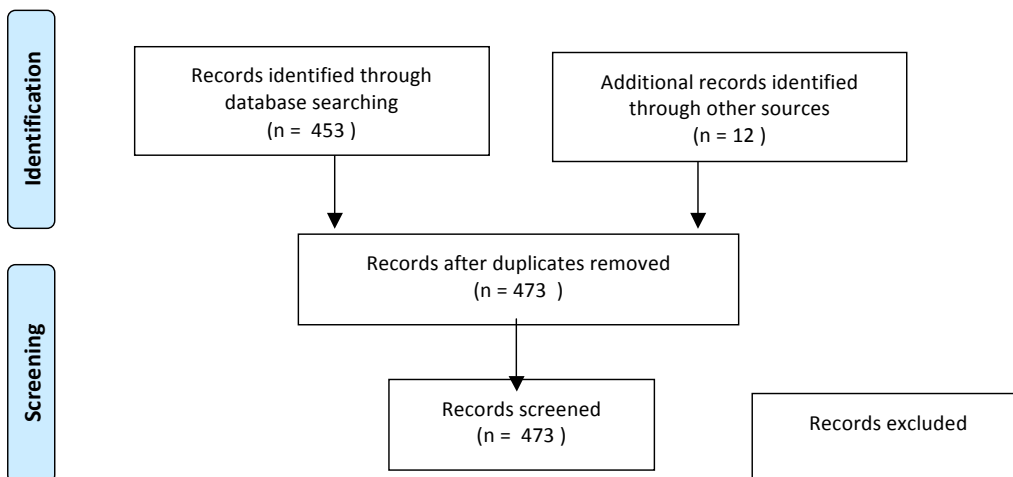 Identification
Records identified through
database searching
(n = 453 )
Additional records identified
through other sources
(n = 12 )
Screening
Records after duplicates removed
(n = 473 )
Records screened
(n = 473 )
Records excluded